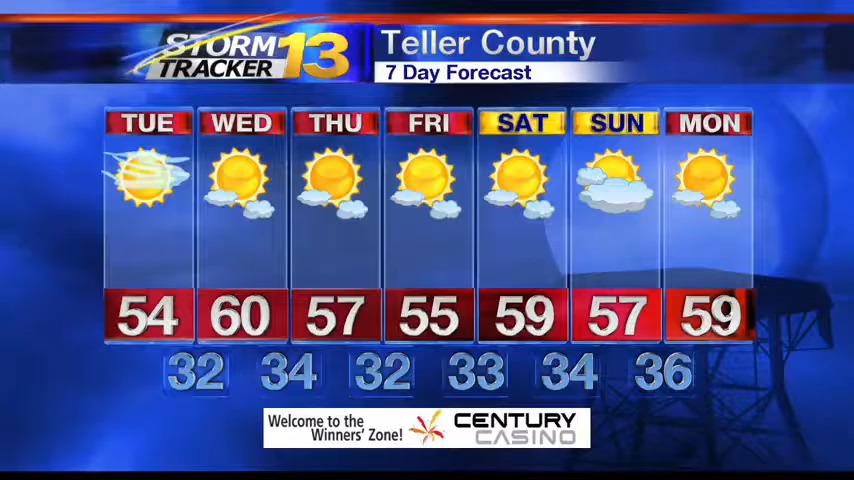 STORM
TRACKER 13
Teller County
7 Day Forecast
TUE WED THU FRI SAT SUN MON
54 60 57 55 59 57 59
32 34 32 33 34 36
Welcome to the
Winners' Zone!
CENTURY
CASINO